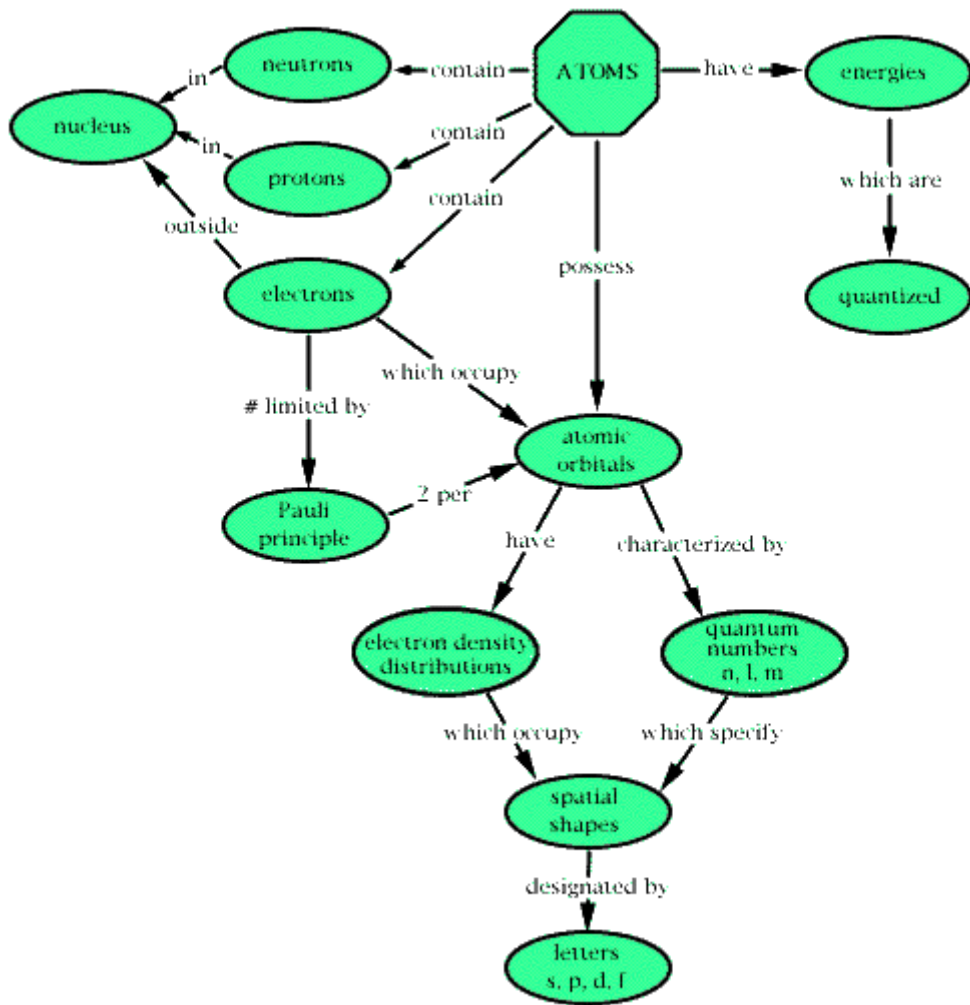 neutrons
contain
ATOMS
have
energies
in
nucleus
contain
in
protons
which are
contain
outside
possess
electrons
quantized
which occupy
# limited by
atomic
orbitals
2 per
Pauli
principle
have
characterized by
electron density
distributions
quantum
numbers
n, l, m
which occupy
which specify
spatial
shapes
designated by
letters
s, p, d, f